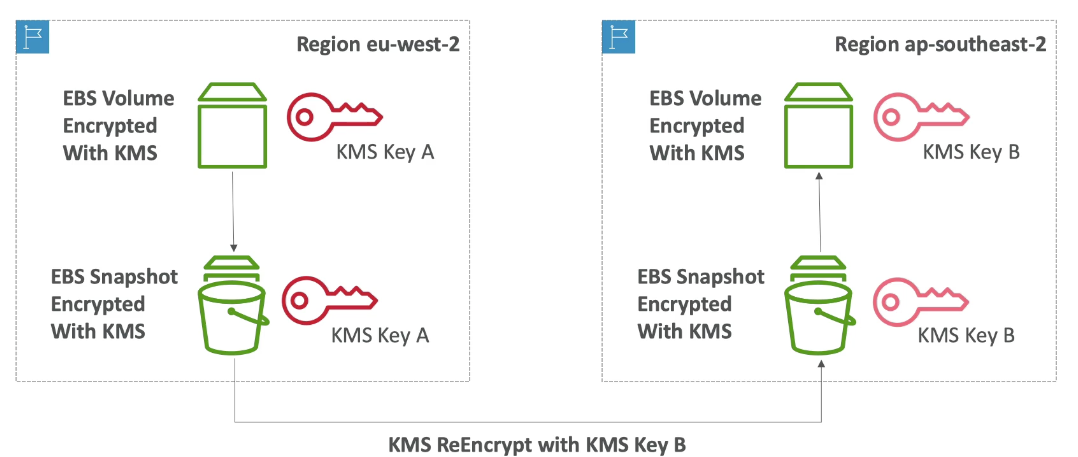 Region eu-west-2
EBS Volume
Encrypted
With KMS
KMS Key A
EBS Snapshot
Encrypted
With KMS
KMS Key A
Region ap-southeast-2
EBS Volume
Encrypted
With KMS
KMS Key B
EBS Snapshot
Encrypted
With KMS
KMS Key B
KMS ReEncrypt with KMS Key B